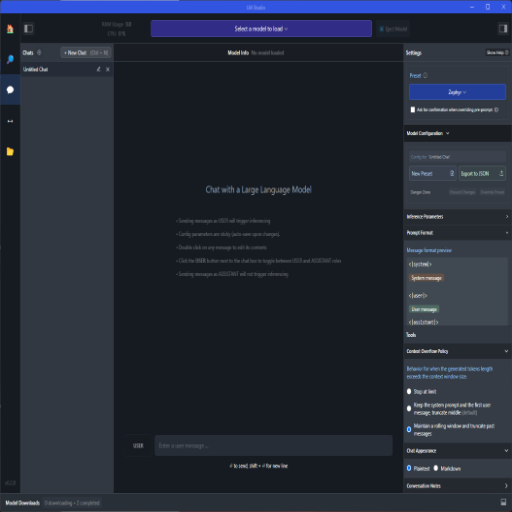 LM Studio
RAM Usage: 0.0
CPU: 0%
Select a model to load
Eject Model
Chats
+ New Chat
Model Info No model loaded
Settings
Show Help
Untitled Chat
Preset
Zephyr
Ask for confirmation when overriding pre-prompt
Model Configuration
Config for Untitled Chat
New Preset
Export to JSON
Danger Zone
Inference Parameters
Prompt Format
Message format preview
<|system|>
System message
<|user|>
User message
<|assistant|>
Tools
Context Overflow Policy
Behavior for when the generated tokens length
exceeds the context window size:
Stop at limit
Keep the system prompt and the first user
message, truncate middle (default)
Maintain a rolling window and truncate past
messages
Chat Appearance
Plaintext
Markdown
Conversation Notes
Chat with a Large Language Model
• Sending messages as USER will trigger inferencing
• Config parameters are sticky (auto-save upon changes).
• Double click on any message to edit its contents
• Click the USER button next to the chat box to toggle between USER and ASSISTANT roles
• Sending messages as ASSISTANT will not trigger inferencing
USER
Enter a user message...
⏎ to send, shift + ⏎ for new line
Model Downloads
0 downloading • 2 completed